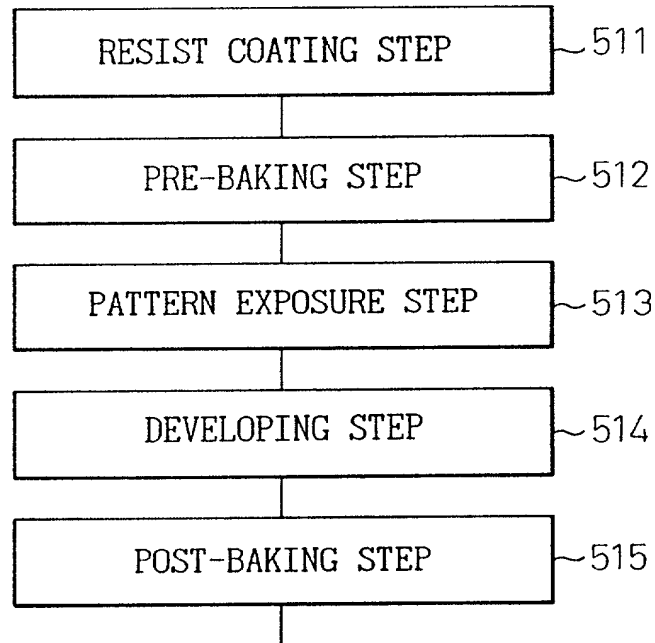 RESIST COATING STEP 511
PRE-BAKING STEP 512
PATTERN EXPOSURE STEP 513
DEVELOPING STEP 514
POST-BAKING STEP 515